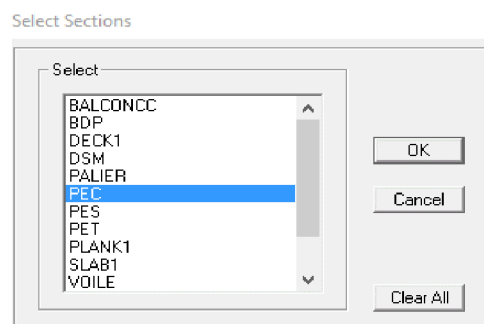 Select Sections
Select
BALCONCC
BDP
DECK1
DSM
PALIER
PEC
PES
PET
PLANK1
SLAB1
VOILE
OK
Cancel
Clear All